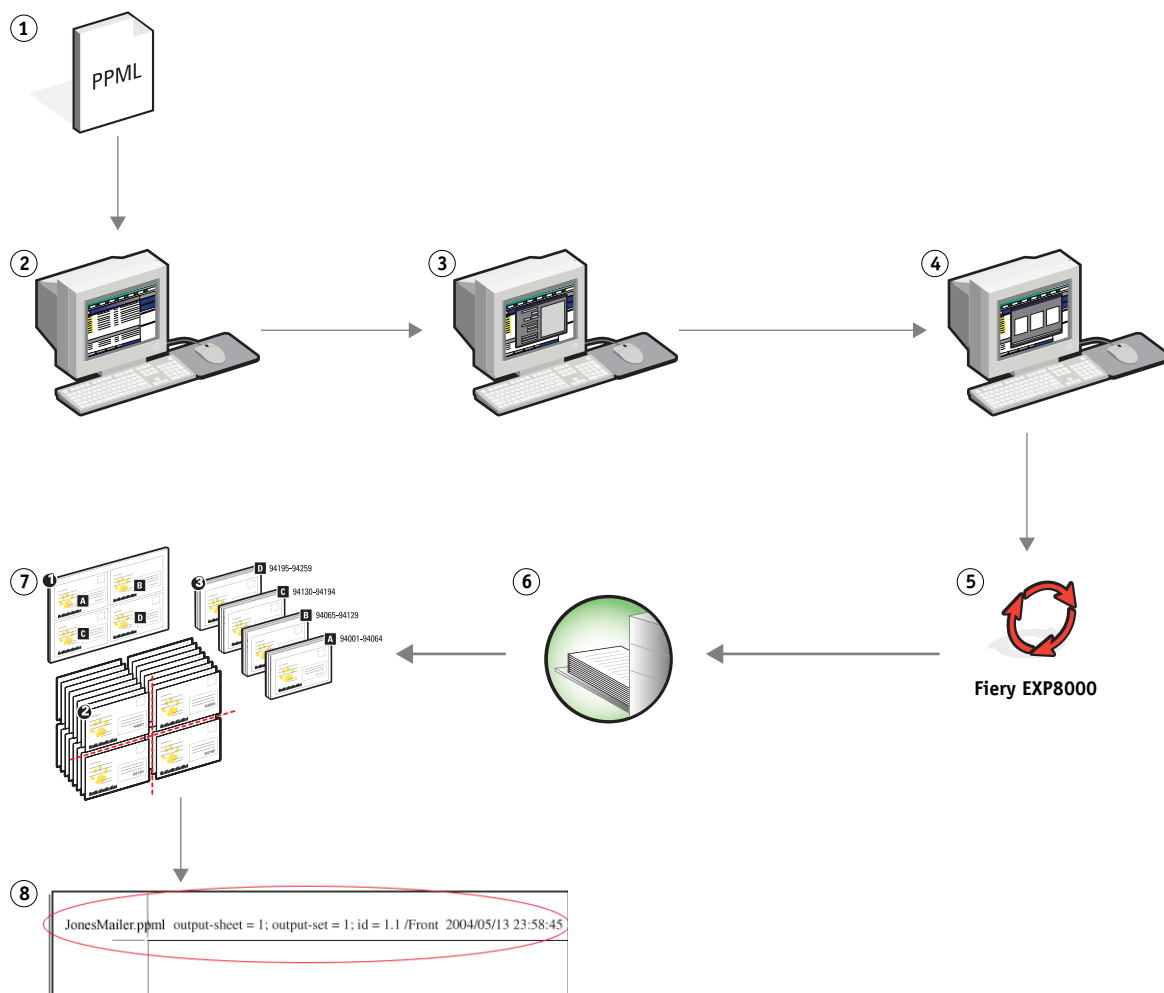 1
PPML
2
3
4
5
Fiery EXP8000
6
7
1
A
B
C
D
3
D 94195–94259
C 94130–94194
B 94065–94129
A 94001–94064
2
8
JonesMailer.ppml output-sheet = 1; output-set = 1; id = 1.1 /Front 2004/05/13 23:58:45